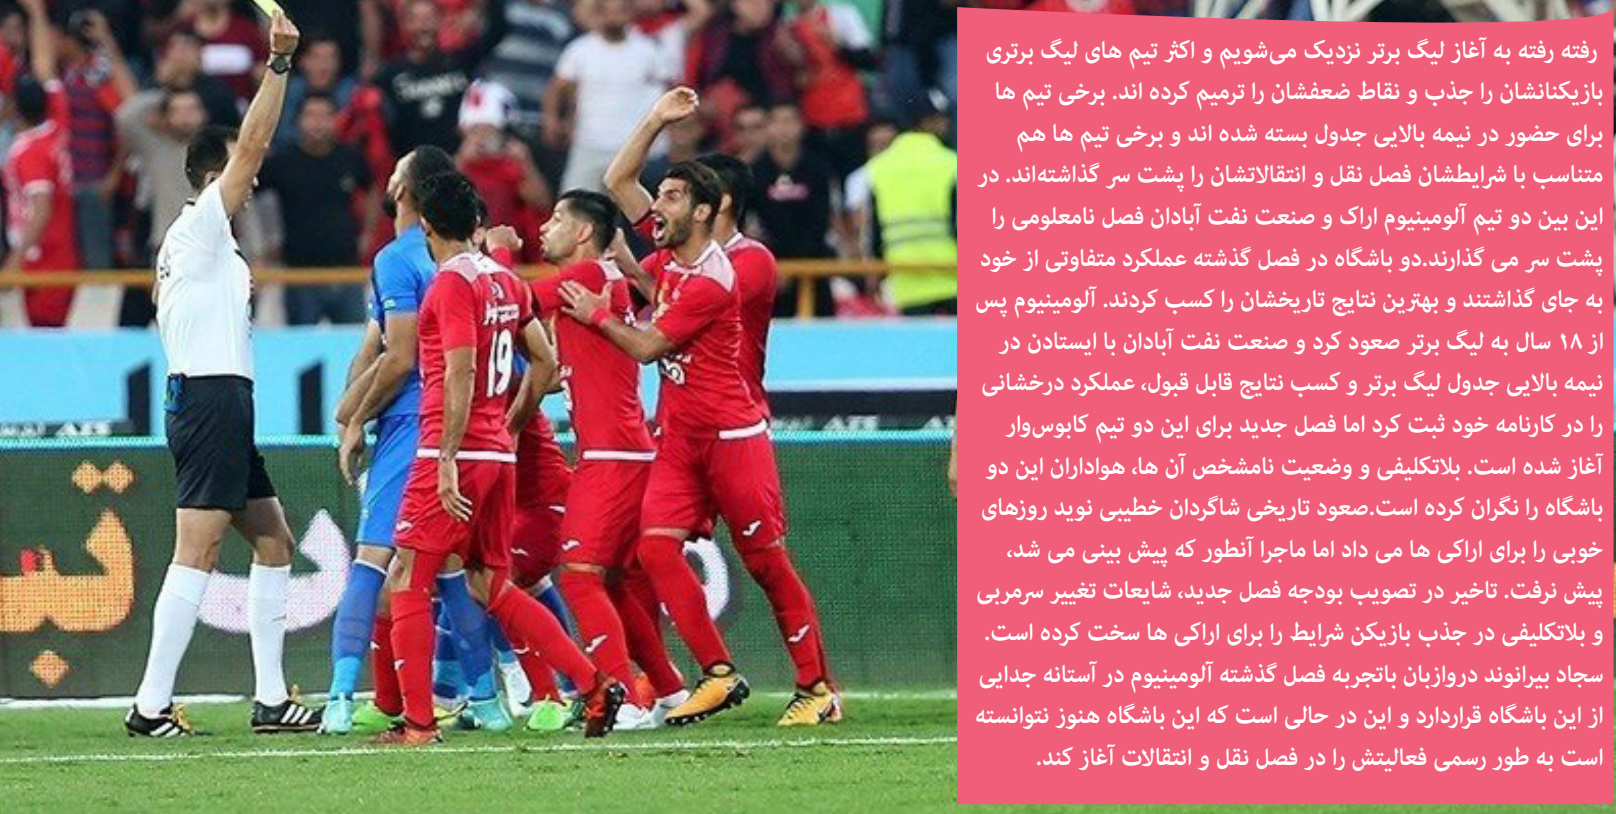 رفته رفته به آغاز لیگ برتر نزدیک می‌شویم و اکثر تیم های لیگ برتری
بازیکنانشان را جذب و نقاط ضعفشان را ترمیم کرده اند. برخی تیم ها
برای حضور در نیمه بالایی جدول بسته شده اند و برخی تیم ها هم
متناسب با شرایطشان فصل نقل و انتقالاتشان را پشت سر گذاشته‌اند. در
این بین دو تیم آلومینیوم اراک و صنعت نفت آبادان فصل نامعلومی را
پشت سر می گذارند.دو باشگاه در فصل گذشته عملکرد متفاوتی از خود
به جای گذاشتند و بهترین نتایج تاریخشان را کسب کردند. آلومینیوم پس
از ۱۸ سال به لیگ برتر صعود کرد و صنعت نفت آبادان با ایستادن در
نیمه بالایی جدول لیگ برتر و کسب نتایج قابل قبول، عملکرد درخشانی
را در کارنامه خود ثبت کرد اما فصل جدید برای این دو تیم کابوس‌وار
آغاز شده است. بلاتکلیفی و وضعیت نامشخص آن ها، هواداران این دو
باشگاه را نگران کرده است.صعود تاریخی شاگردان خطیبی نوید روزهای
خوبی را برای اراکی ها می داد اما ماجرا آنطور که پیش بینی می شد،
پیش نرفت. تاخیر در تصویب بودجه فصل جدید، شایعات تغییر سرمربی
و بلاتکلیفی در جذب بازیکن شرایط را برای اراکی ها سخت کرده است.
سجاد بیرانوند دروازبان باتجربه فصل گذشته آلومینیوم در آستانه جدایی
از این باشگاه قراردارد و این در حالی است که این باشگاه هنوز نتوانسته
است به طور رسمی فعالیتش را در فصل نقل و انتقالات آغاز کند.
۱۹